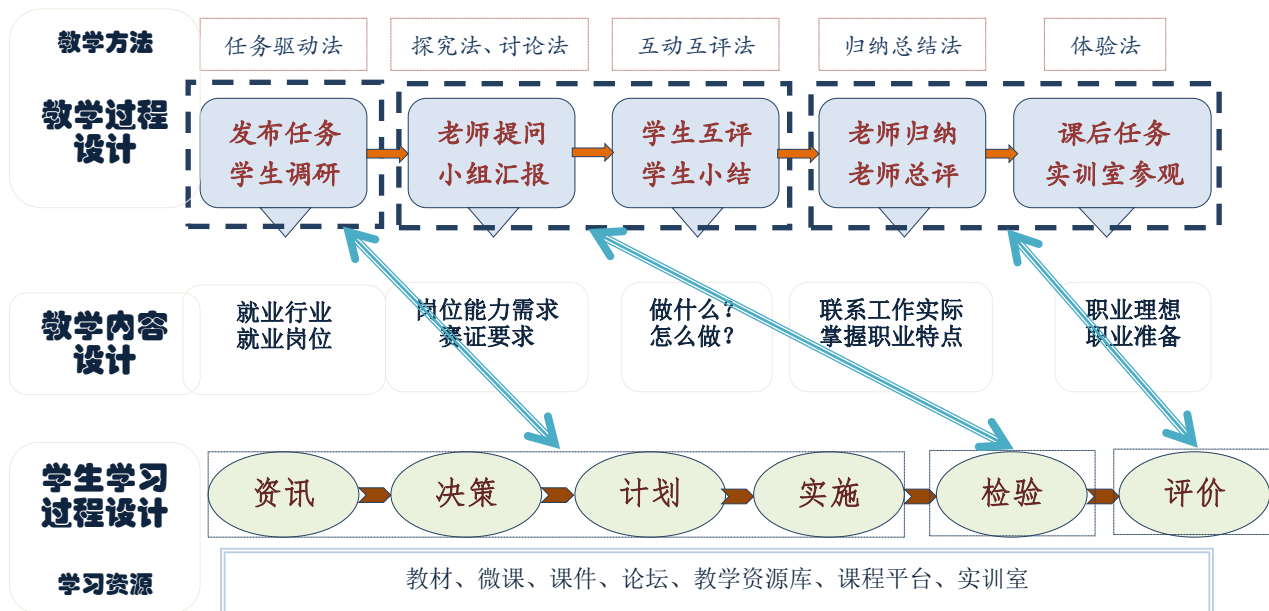 教学方法
任务驱动法
探究法、讨论法
互动互评法
归纳总结法
体验法
教学过程
设计
发布任务
学生调研
老师提问
小组汇报
学生互评
学生小结
老师归纳
老师总评
课后任务
实训室参观
教学内容
设计
就业行业
就业岗位
岗位能力需求
赛证要求
做什么？
怎么做？
联系工作实际
掌握职业特点
职业理想
职业准备
学生学习
过程设计
资讯
决策
计划
实施
检验
评价
学习资源
教材、微课、课件、论坛、教学资源库、课程平台、实训室